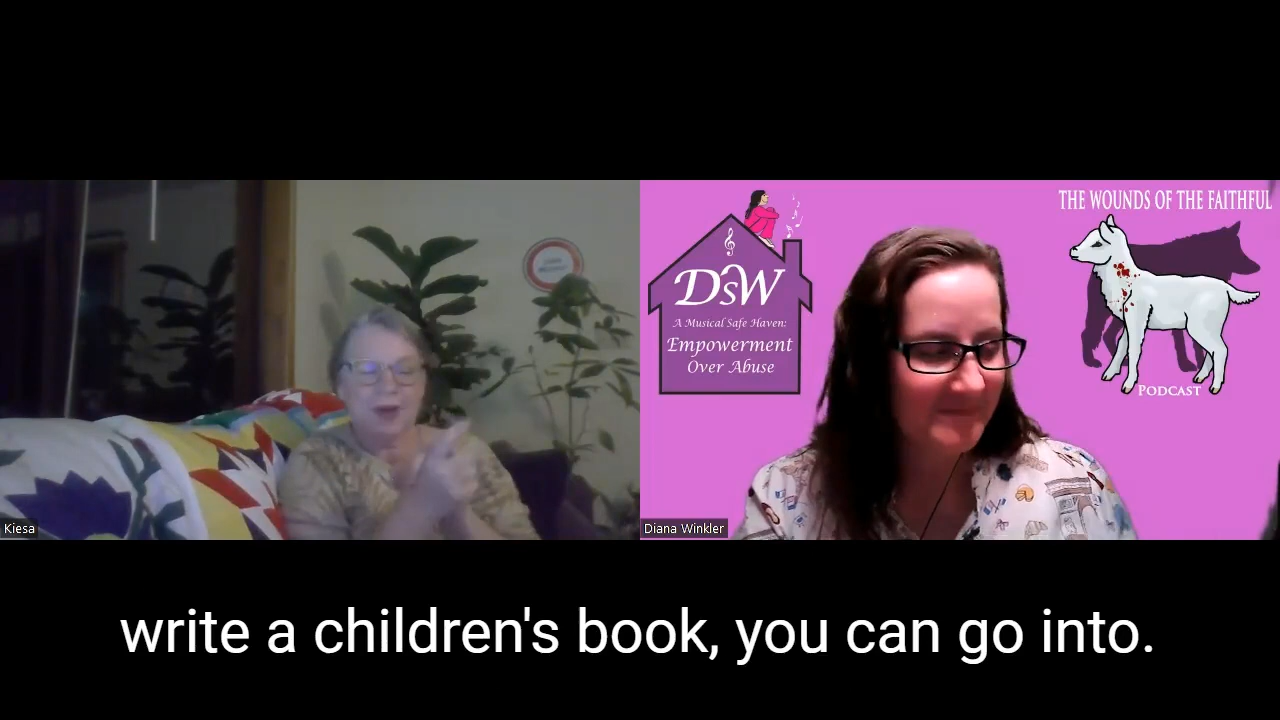 THE WOUNDS OF THE FAITHFUL
DSW
A Musical Safe Haven:
Empowerment
Over Abuse
PODCAST
Kiesa
Diana Winkler
write a children's book, you can go into.